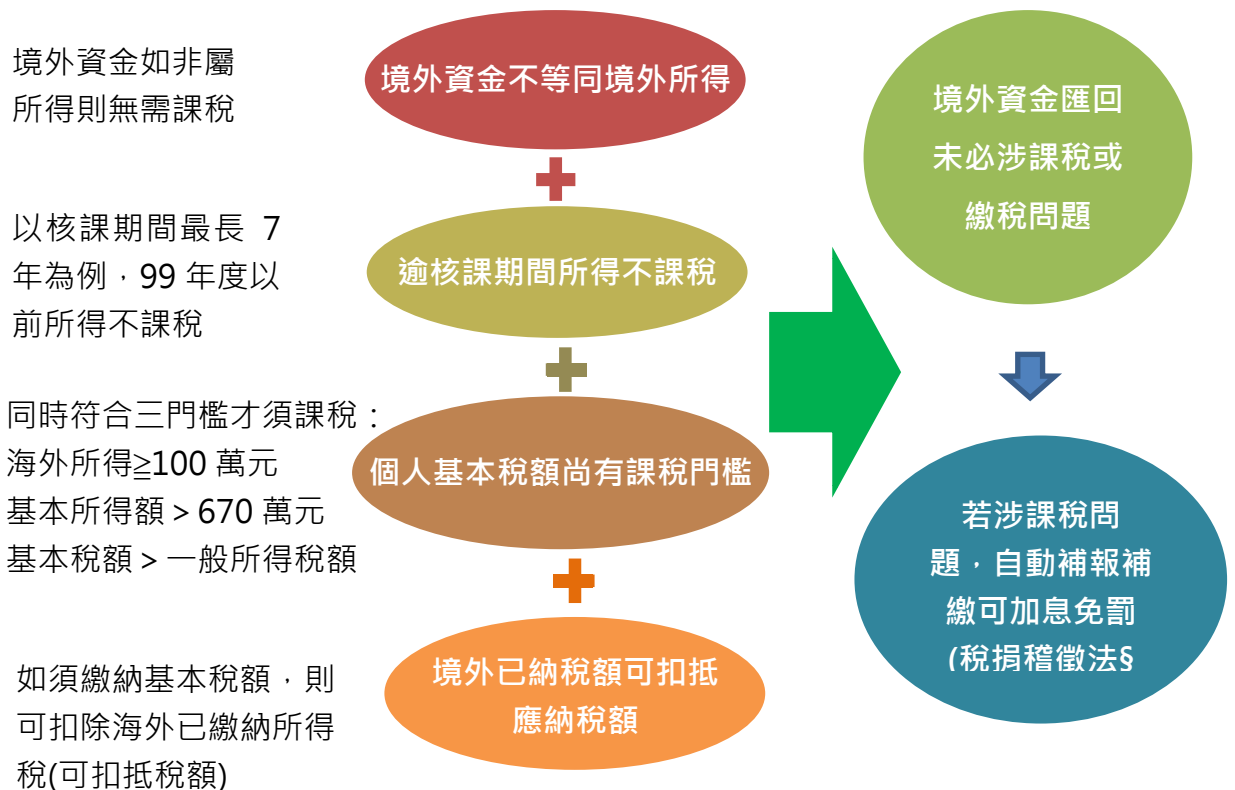 境外資金如非屬
所得則無需課稅
境外資金不等同境外所得
以核課期間最長 7
年為例，99 年度以
前所得不課稅
逾核課期間所得不課稅
同時符合三門檻才須課稅：
海外所得≧100 萬元
基本所得額 > 670 萬元
基本稅額 > 一般所得稅額
個人基本稅額尚有課稅門檻
如須繳納基本稅額，則
可扣除海外已繳納所得
稅(可扣抵稅額)
境外已納稅額可扣抵
應納稅額
境外資金匯回
未必涉課稅或
繳稅問題
若涉課稅問
題，自動補報補
繳可加息免罰
(稅捐稽徵法§